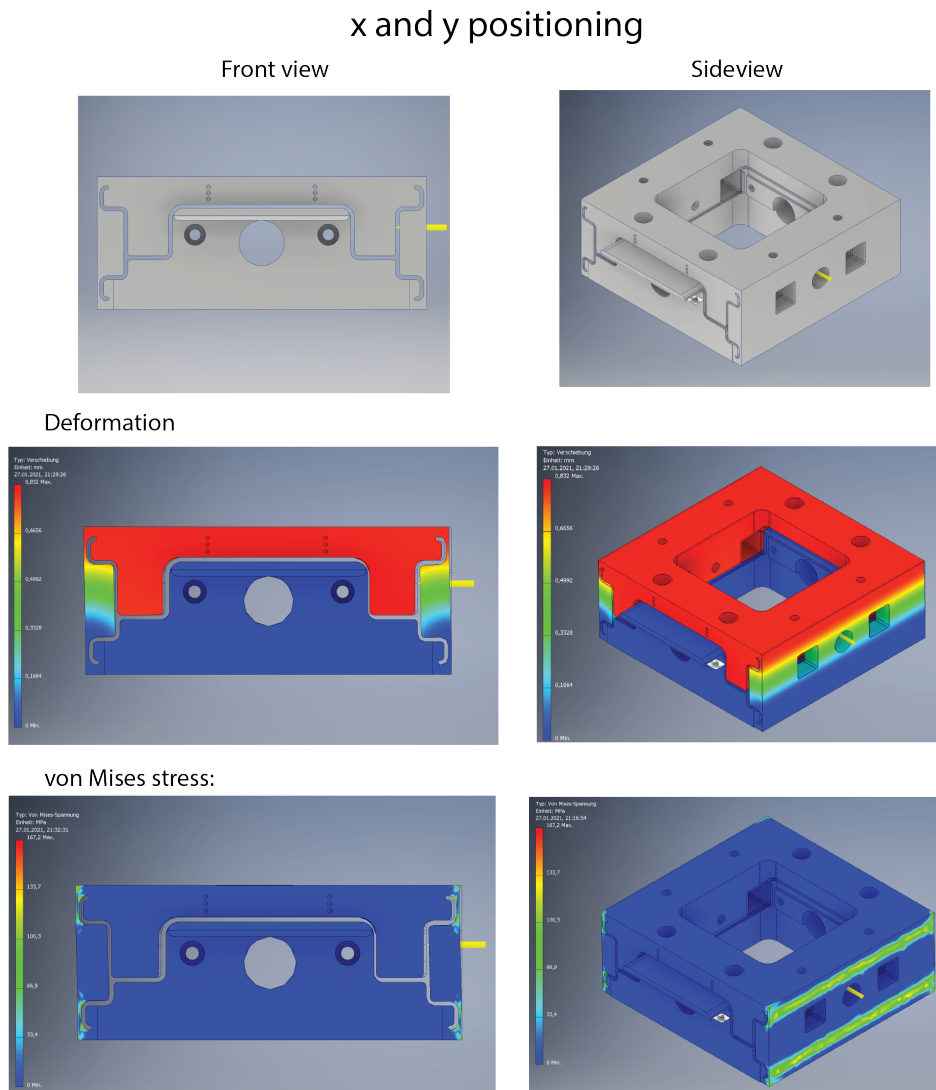 x and y positioning
Front view
Sideview
Deformation
Typ: Verschiebung
Einheit: mm
27.01.2021, 21:29:26
0,832 Max.
0,6656
0,4992
0,3328
0,1664
0 Min.
Typ: Verschiebung
Einheit: mm
27.01.2021, 21:29:26
0,832 Max.
0,6656
0,4992
0,3328
0,1664
0 Min.
von Mises stress:
Typ: Von Mises-Spannung
Einheit: MPa
27.01.2021, 21:32:31
167,2 Max.
133,7
100,3
66,9
33,4
0 Min.
Typ: Von Mises-Spannung
Einheit: MPa
27.01.2021, 21:16:54
167,2 Max.
133,7
100,3
66,9
33,4
0 Min.